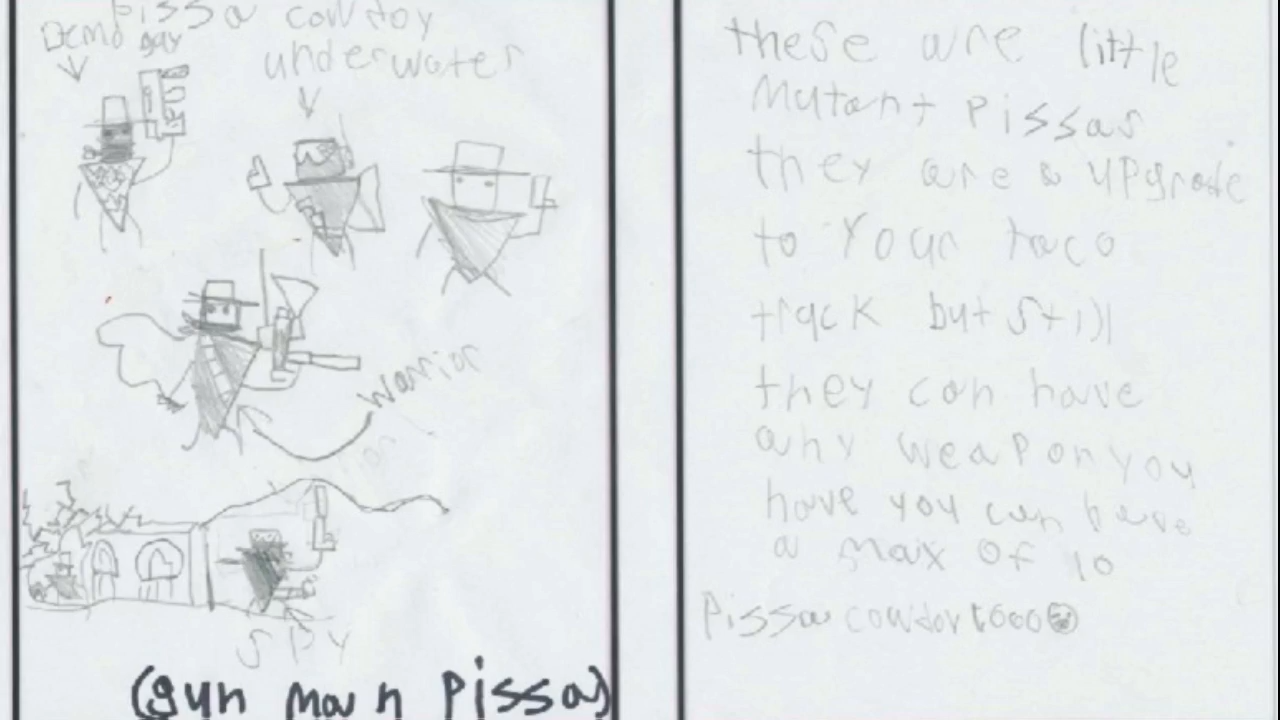 pissa cowboy
Demo guy
underwater
warrior
SPY
(gun man pissa)
these are little
Mutant pissas
they are a upgrade
to Your taco
track but still
they can have
any weapon you
have you can have
a max of 10
pissa cowboy